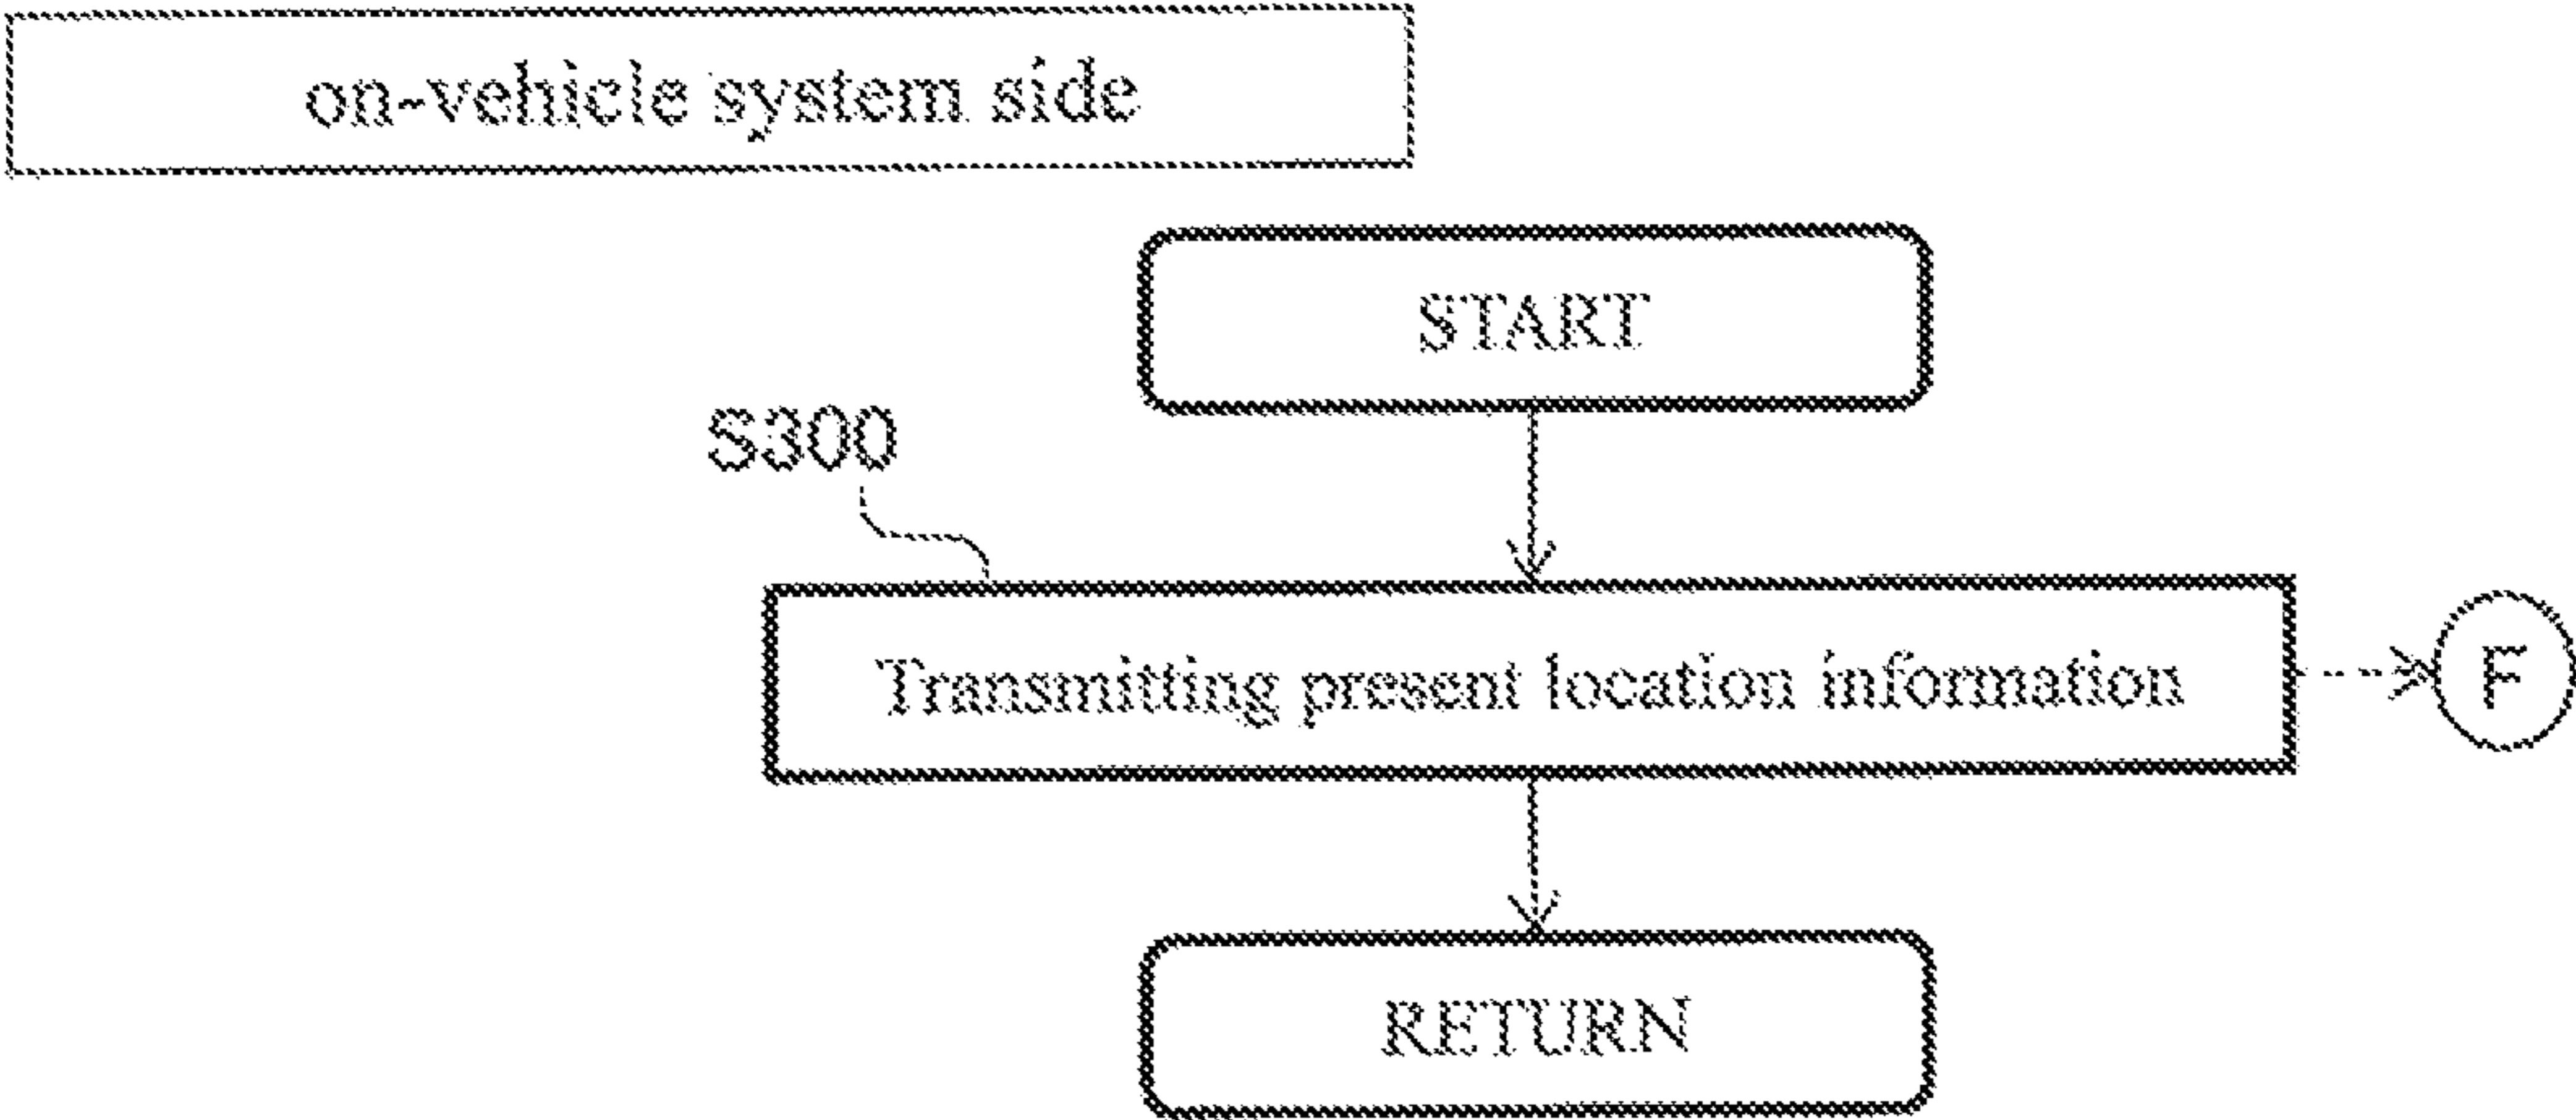 on-vehicle system side
START
S300
Transmitting present location information
F
RETURN